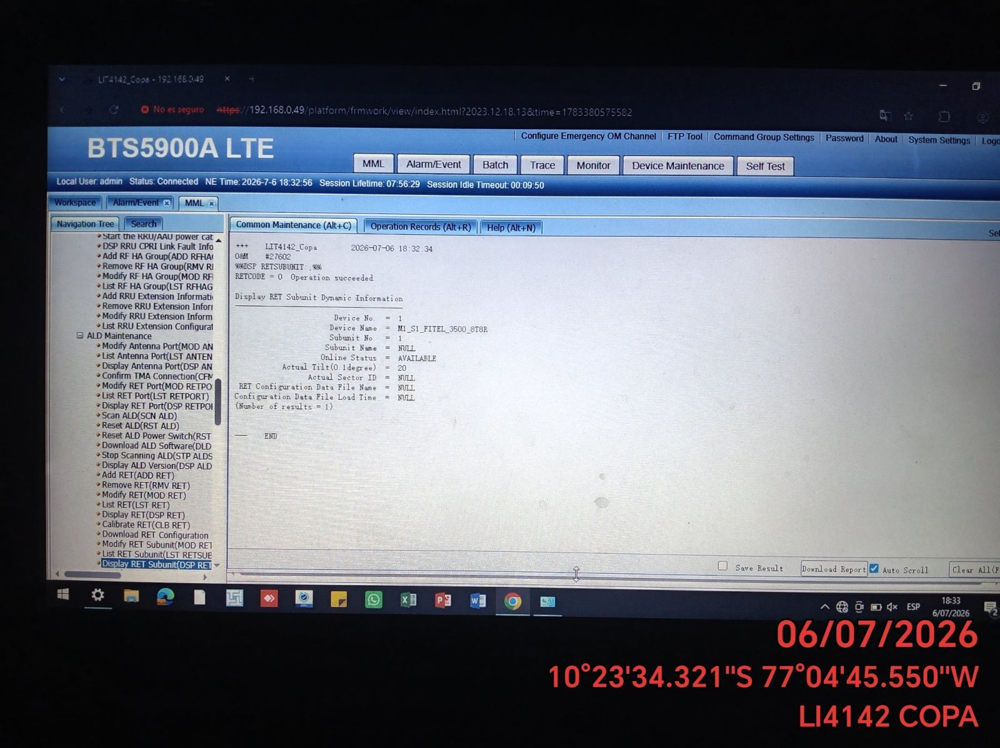 LIT4142_Copa - 192.168.0.49
No es seguro https://192.168.0.49/platform/frmwork/view/index.html?2023.12.18.13&time=1783380575582
BTS5900A LTE
Configure Emergency OM Channel FTP Tool Command Group Settings Password About System Settings Logo
MML Alarm/Event Batch Trace Monitor Device Maintenance Self Test
Local User: admin Status: Connected NE Time: 2026-7-6 18:32:56 Session Lifetime: 07:56:29 Session Idle Timeout: 00:09:50
Workspace Alarm/Event MML
Navigation Tree Search
Start the RRU/AAU power cat
DSP RRU CPRI Link Fault Info
Add RF HA Group(ADD RFHA
Remove RF HA Group(RMV RI
Modify RF HA Group(MOD RF
List RF HA Group(LST RFHAG
Add RRU Extension Informati
Remove RRU Extension Inforr
Modify RRU Extension Inform
List RRU Extension Configurat
ALD Maintenance
Modify Antenna Port(MOD AN
List Antenna Port(LST ANTEN
Display Antenna Port(DSP AN
Confirm TMA Connection(CFM
Modify RET Port(MOD RETPO
List RET Port(LST RETPORT)
Display RET Port(DSP RETPOI
Scan ALD(SCN ALD)
Reset ALD(RST ALD)
Reset ALD Power Switch(RST
Download ALD Software(DLD
Stop Scanning ALD(STP ALDS
Display ALD Version(DSP ALD
Add RET(ADD RET)
Remove RET(RMV RET)
Modify RET(MOD RET)
List RET(LST RET)
Display RET(DSP RET)
Calibrate RET(CLB RET)
Download RET Configuration
Modify RET Subunit(MOD RET
List RET Subunit(LST RETSUE
Display RET Subunit(DSP RET
Common Maintenance (Alt+C) Operation Records (Alt+R) Help (Alt+N)
Sel
+++ LIT4142_Copa 2026-07-06 18:32:34
O&M #27602
%%DSP RETSUBUNIT:;%%
RETCODE = 0 Operation succeeded.
Display RET Subunit Dynamic Information
Device No. = 1
Device Name = M1_S1_FITEL_3500_8T8R
Subunit No. = 1
Subunit Name = NULL
Online Status = AVAILABLE
Actual Tilt(0.1degree) = 20
Actual Sector ID = NULL
RET Configuration Data File Name = NULL
Configuration Data File Load Time = NULL
(Number of results = 1)
--- END
Save Result Download Report Auto Scroll Clear All(F
ESP
18:33
6/07/2026
2
06/07/2026
10°23'34.321"S 77°04'45.550"W
LI4142 COPA